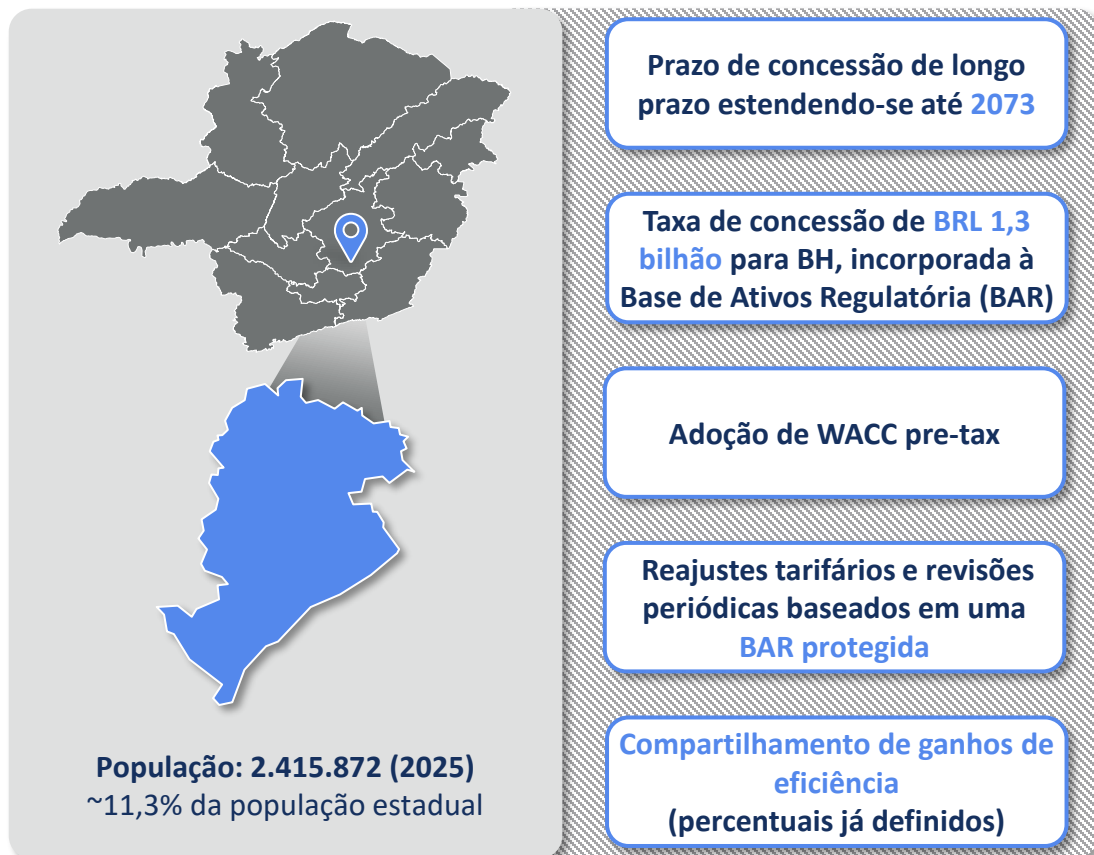 Prazo de concessão de longo
prazo estendendo-se até 2073
Taxa de concessão de BRL 1,3
bilhão para BH, incorporada à
Base de Ativos Regulatória (BAR)
Adoção de WACC pre-tax
Reajustes tarifários e revisões
periódicas baseados em uma
BAR protegida
Compartilhamento de ganhos de
eficiência
(percentuais já definidos)
População: 2.415.872 (2025)
~11,3% da população estadual